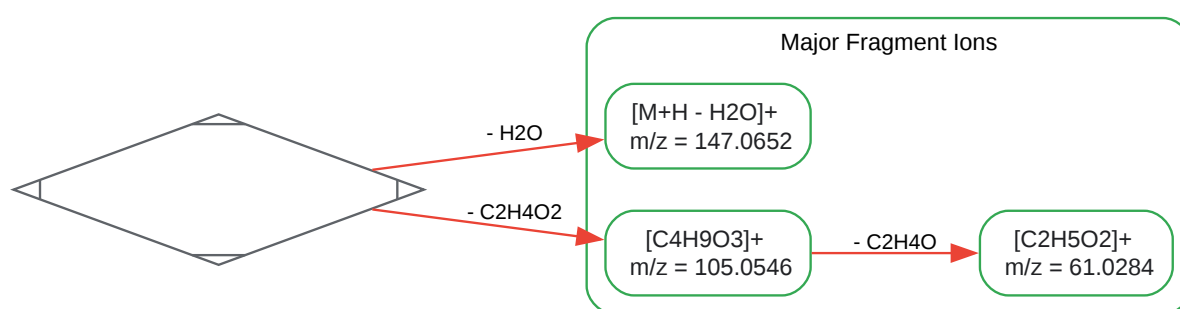 Major Fragment Ions
[M+H - H2O]+
m/z = 147.0652
- H2O
- C2H4O2
[C4H9O3]+
m/z = 105.0546
- C2H4O
[C2H5O2]+
m/z = 61.0284